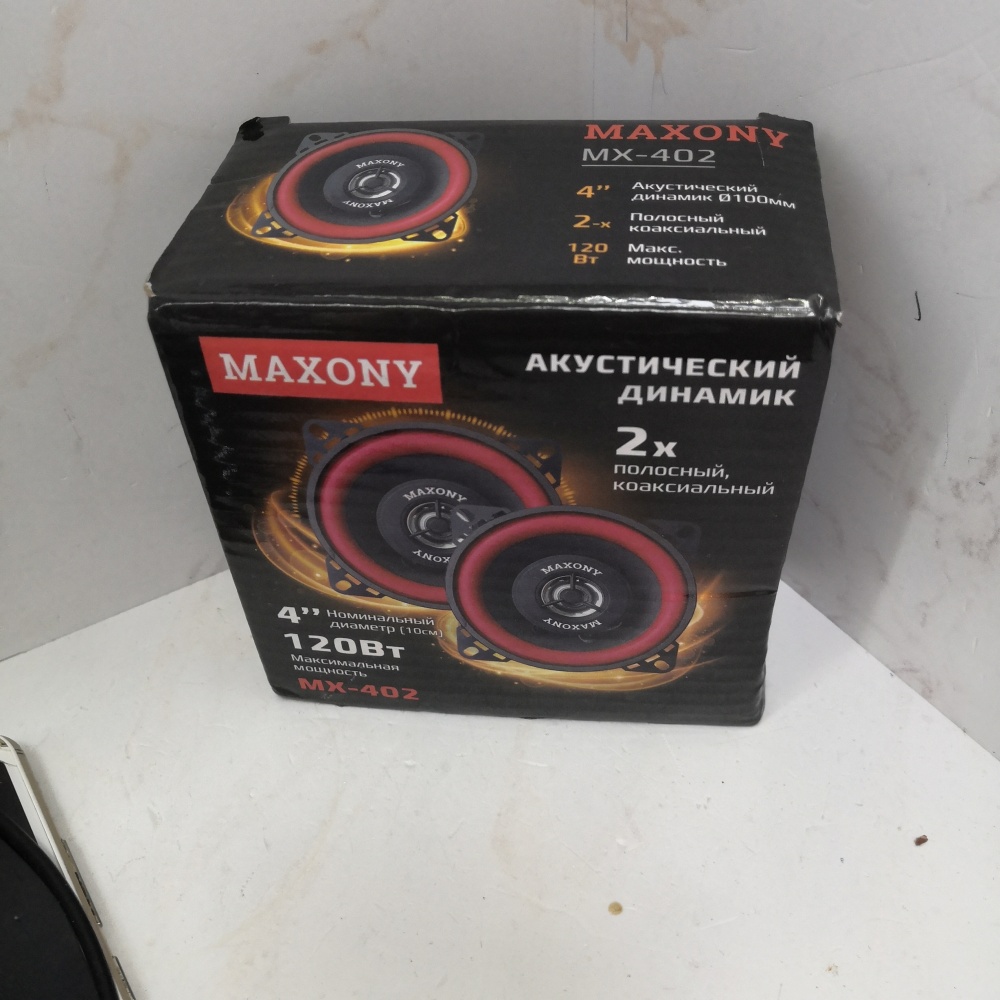 MAXONY
MAXONY
MAXONY
MX-402
4” Акустический
динамик Ø100мм
2-х Полосный
коаксиальный
120 Вт Макс.
мощность
MAXONY
АКУСТИЧЕСКИЙ
ДИНАМИК
2х
полосный,
коаксиальный
MAXONY
MAXONY
MAXONY
4” Номинальный
диаметр (10см)
120Вт
Максимальная
мощность
MX-402